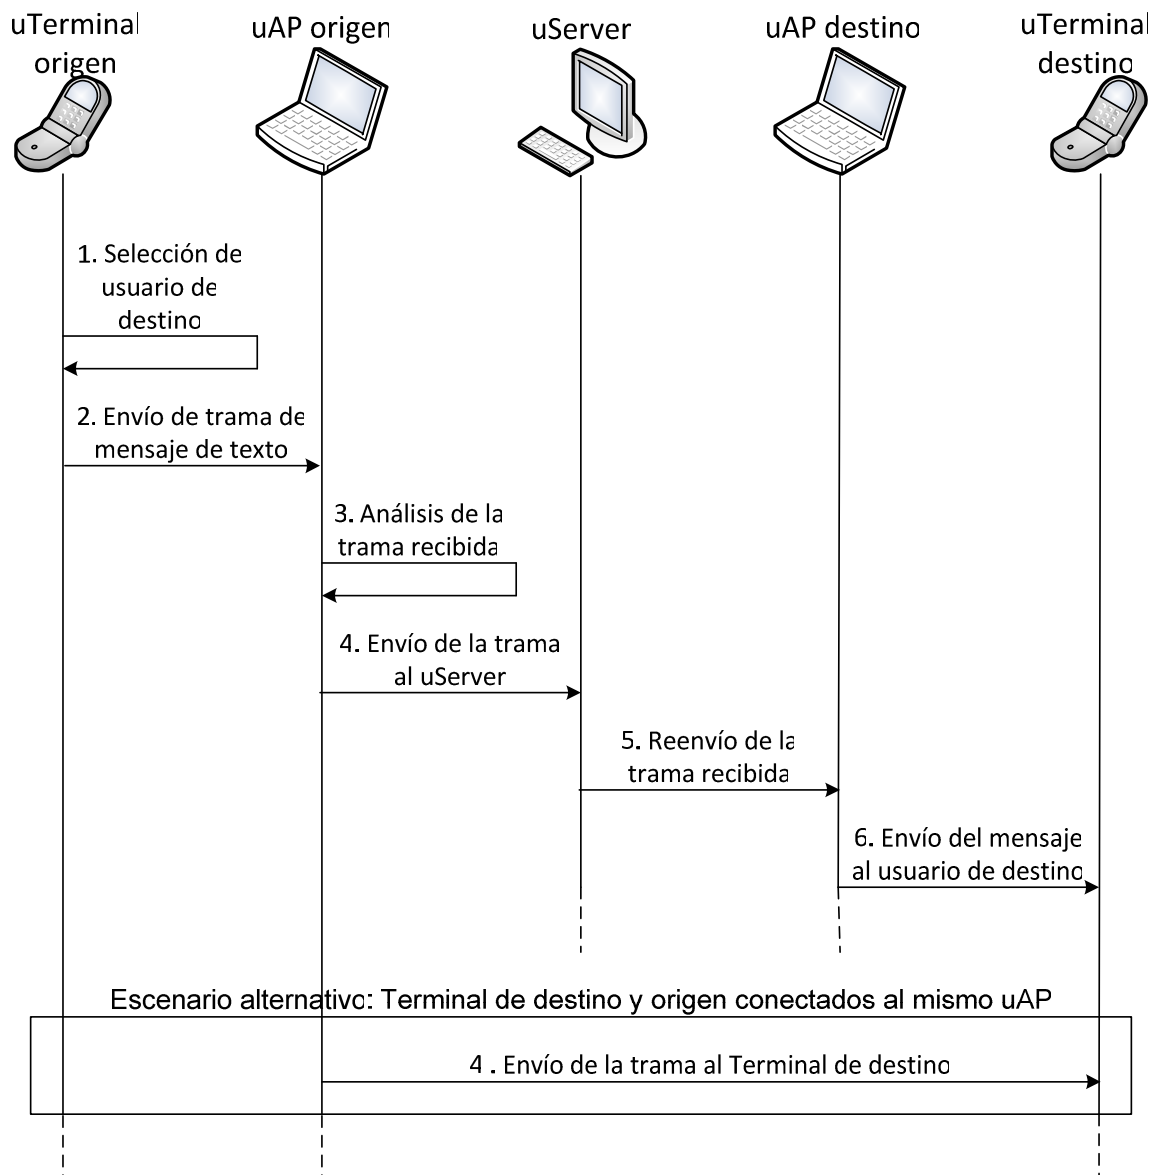 uTerminal
origen
uAP origen
uServer
uAP destino
uTerminal
destino
1. Selección de
usuario de
destino
2. Envío de trama de
mensaje de texto
3. Análisis de la
trama recibida
4. Envío de la trama
al uServer
5. Reenvío de la
trama recibida
6. Envío del mensaje
al usuario de destino
Escenario alternativo: Terminal de destino y origen conectados al mismo uAP
4 . Envío de la trama al Terminal de destino